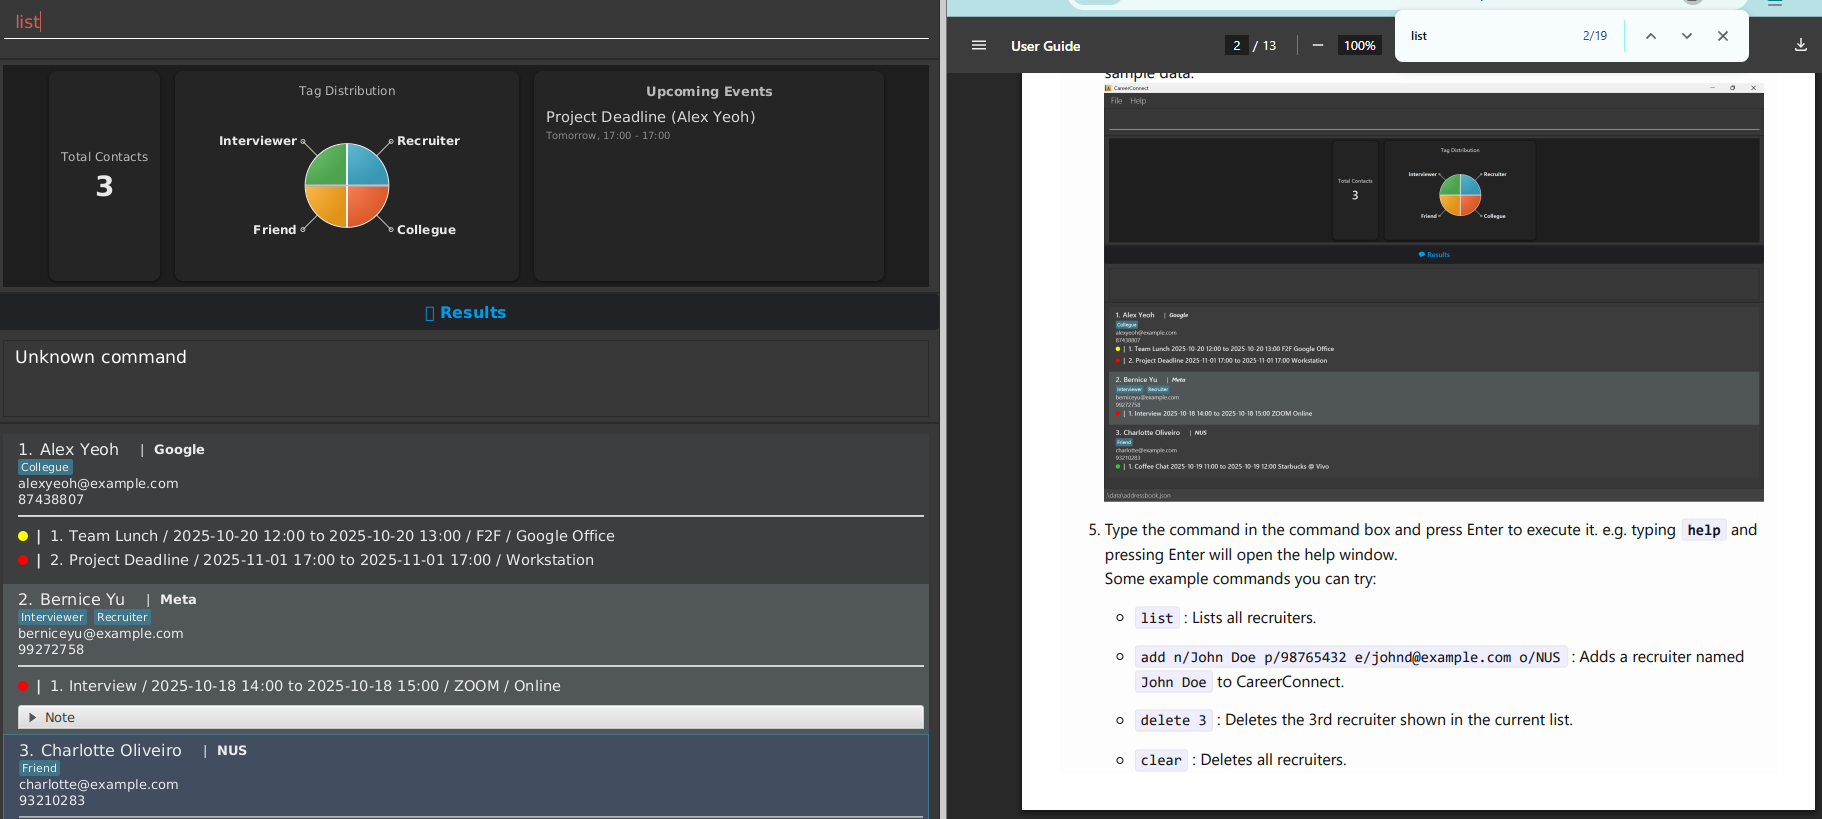 list
Total Contacts
3
Tag Distribution
Interviewer
Recruiter
Friend
Collegue
Upcoming Events
Project Deadline (Alex Yeoh)
Tomorrow, 17:00 - 17:00
Results
Unknown command
1. Alex Yeoh | Google
Collegue
alexyeoh@example.com
87438807
| 1. Team Lunch / 2025-10-20 12:00 to 2025-10-20 13:00 / F2F / Google Office
| 2. Project Deadline / 2025-11-01 17:00 to 2025-11-01 17:00 / Workstation
2. Bernice Yu | Meta
Interviewer Recruiter
berniceyu@example.com
99272758
| 1. Interview / 2025-10-18 14:00 to 2025-10-18 15:00 / ZOOM / Online
Note
3. Charlotte Oliveiro | NUS
Friend
charlotte@example.com
93210283
User Guide
2 / 13
100%
list
2/19
sample data.
CareerConnect
File Help
Total Contacts
3
Tag Distribution
Interviewer
Recruiter
Friend
Collegue
Results
1. Alex Yeoh | Google
Collegue
alexyeoh@example.com
87438807
| 1. Team Lunch 2025-10-20 12:00 to 2025-10-20 13:00 F2F Google Office
| 2. Project Deadline 2025-11-01 17:00 to 2025-11-01 17:00 Workstation
2. Bernice Yu | Meta
Interviewer Recruiter
berniceyu@example.com
99272758
| 1. Interview 2025-10-18 14:00 to 2025-10-18 15:00 ZOOM Online
3. Charlotte Oliveiro | NUS
Friend
charlotte@example.com
93210283
| 1. Coffee Chat 2025-10-19 11:00 to 2025-10-19 12:00 Starbucks @ Vivo
.\data\addressbook.json
5. Type the command in the command box and press Enter to execute it. e.g. typing help and
pressing Enter will open the help window.
Some example commands you can try:
list : Lists all recruiters.
add n/John Doe p/98765432 e/johnd@example.com o/NUS : Adds a recruiter named
John Doe to CareerConnect.
delete 3 : Deletes the 3rd recruiter shown in the current list.
clear : Deletes all recruiters.